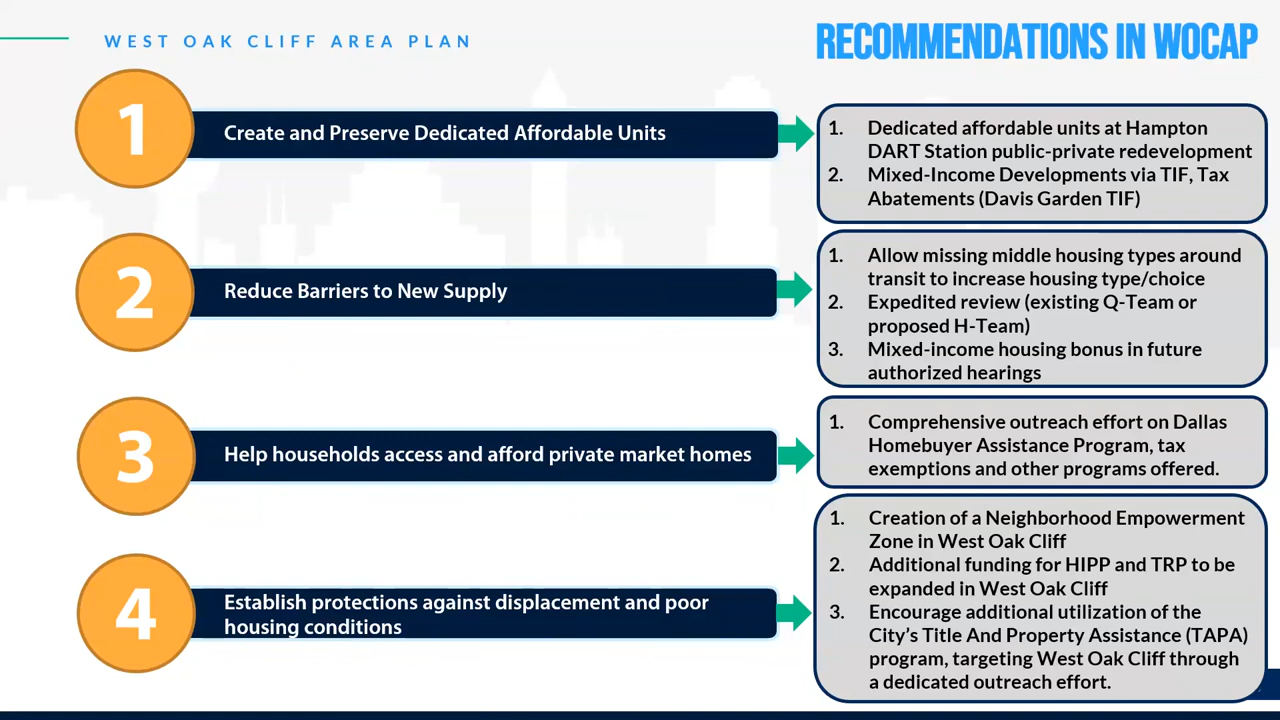 WEST OAK CLIFF AREA PLAN
RECOMMENDATIONS IN WOCAP
1
Create and Preserve Dedicated Affordable Units
1. Dedicated affordable units at Hampton
DART Station public-private redevelopment
2. Mixed-Income Developments via TIF, Tax
Abatements (Davis Garden TIF)
2
Reduce Barriers to New Supply
1. Allow missing middle housing types around
transit to increase housing type/choice
2. Expedited review (existing Q-Team or
proposed H-Team)
3. Mixed-income housing bonus in future
authorized hearings
3
Help households access and afford private market homes
1. Comprehensive outreach effort on Dallas
Homebuyer Assistance Program, tax
exemptions and other programs offered.
4
Establish protections against displacement and poor
housing conditions
1. Creation of a Neighborhood Empowerment
Zone in West Oak Cliff
2. Additional funding for HIPP and TRP to be
expanded in West Oak Cliff
3. Encourage additional utilization of the
City's Title And Property Assistance (TAPA)
program, targeting West Oak Cliff through
a dedicated outreach effort.